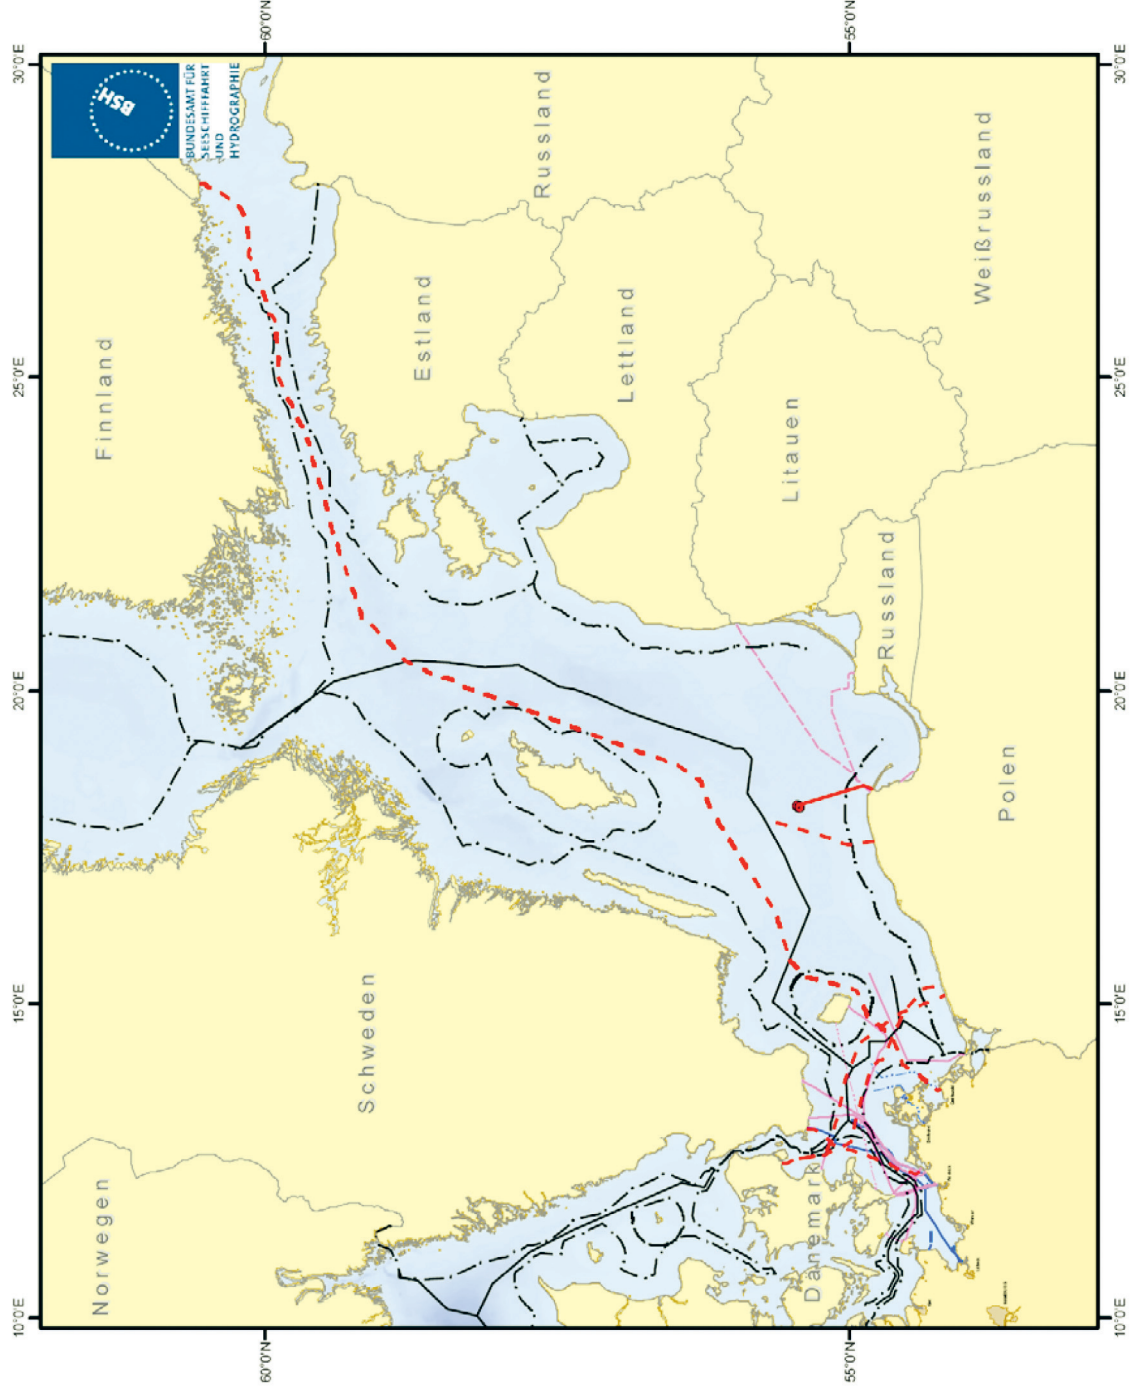 BSH
BUNDESAMT FÜR
SEESCHIFFFAHRT
UND
HYDROGRAPHIE
10°0'E
15°0'E
20°0'E
25°0'E
30°0'E
60°0'N
60°0'N
55°0'N
55°0'N
Norwegen
Schweden
Finnland
Estland
Russland
Lettland
Litauen
Russland
Weißrussland
Dänemark
Polen
10°0'E
15°0'E
20°0'E
25°0'E
30°0'E